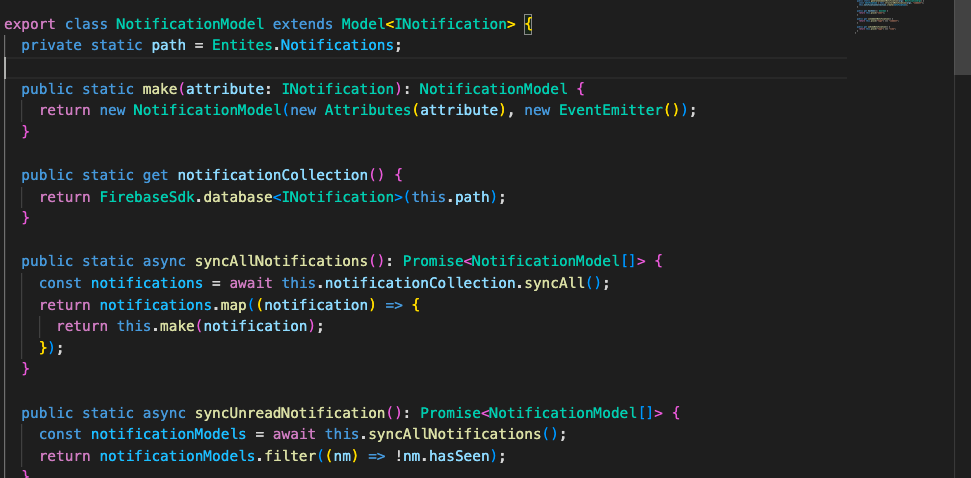 export class NotificationModel extends Model<INotification> {
  private static path = Entites.Notifications;
  public static make(attribute: INotification): NotificationModel {
    return new NotificationModel(new Attributes(attribute), new EventEmitter());
  }
  public static get notificationCollection() {
    return FirebaseSdk.database<INotification>(this.path);
  }
  public static async syncAllNotifications(): Promise<NotificationModel[]> {
    const notifications = await this.notificationCollection.syncAll();
    return notifications.map((notification) => {
      return this.make(notification);
    });
  }
  public static async syncUnreadNotification(): Promise<NotificationModel[]> {
    const notificationModels = await this.syncAllNotifications();
    return notificationModels.filter((nm) => !nm.hasSeen);
  }